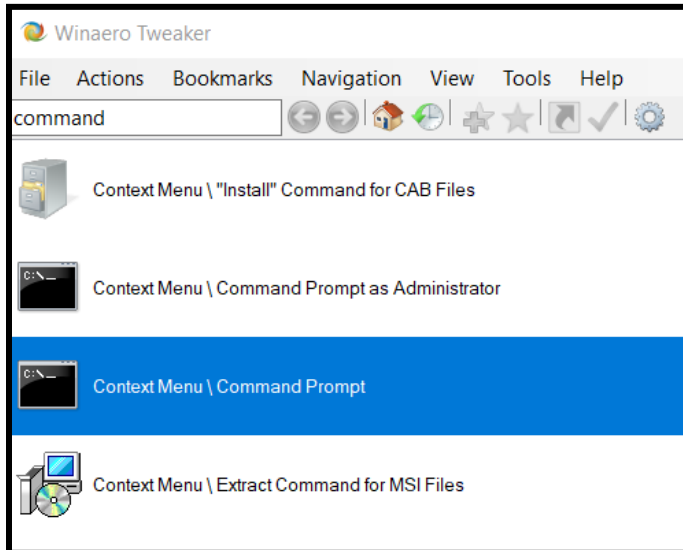 Winaero Tweaker
File Actions Bookmarks Navigation View Tools Help
command
Context Menu \ "Install" Command for CAB Files
C:\_
Context Menu \ Command Prompt as Administrator
C:\_
Context Menu \ Command Prompt
Context Menu \ Extract Command for MSI Files